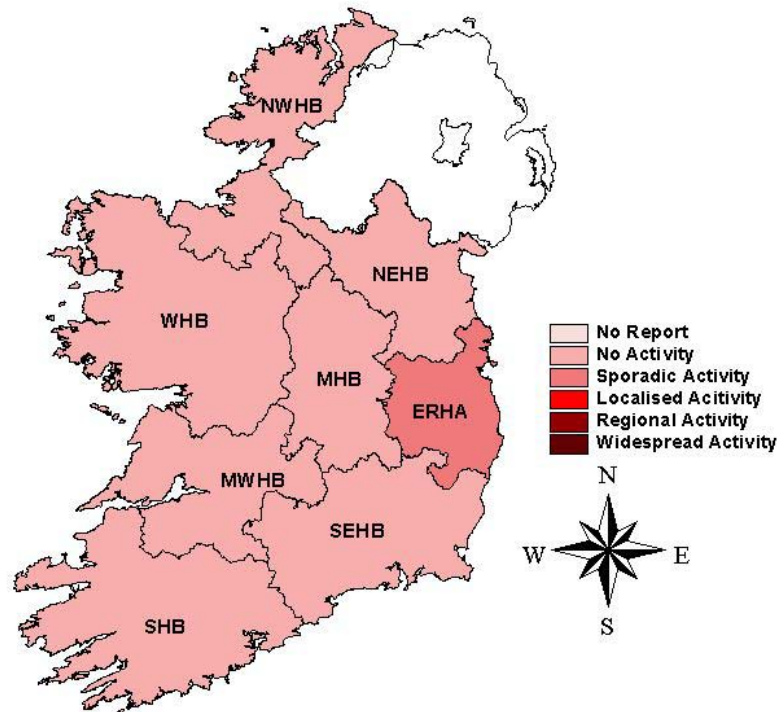 NWHB
NEHB
WHB
MHB
ERHA
MWHB
SEHB
SHB
No Report
No Activity
Sporadic Activity
Localised Acitivity
Regional Activity
Widespread Activity
N
W E
S